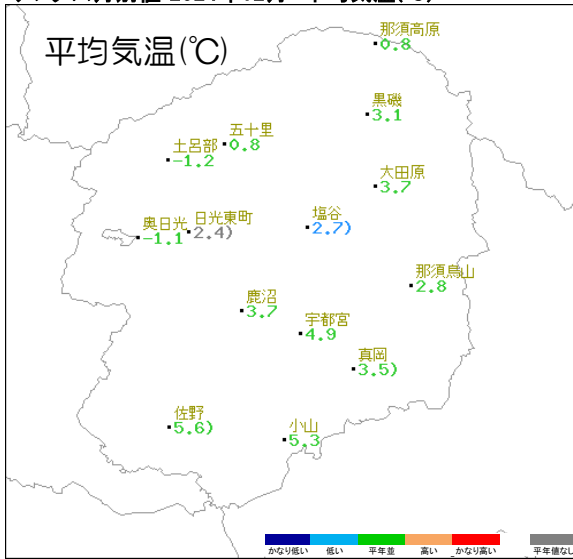 平均気温(℃)
那須高原
0.8
黒磯
3.1
五十里
0.8
土呂部
-1.2
大田原
3.7
塩谷
2.7)
日光東町
2.4)
奥日光
-1.1
那須烏山
2.8
鹿沼
3.7
宇都宮
4.9
真岡
3.5)
佐野
5.6)
小山
5.3
かなり低い 低い 平年並 高い かなり高い 平年値なし